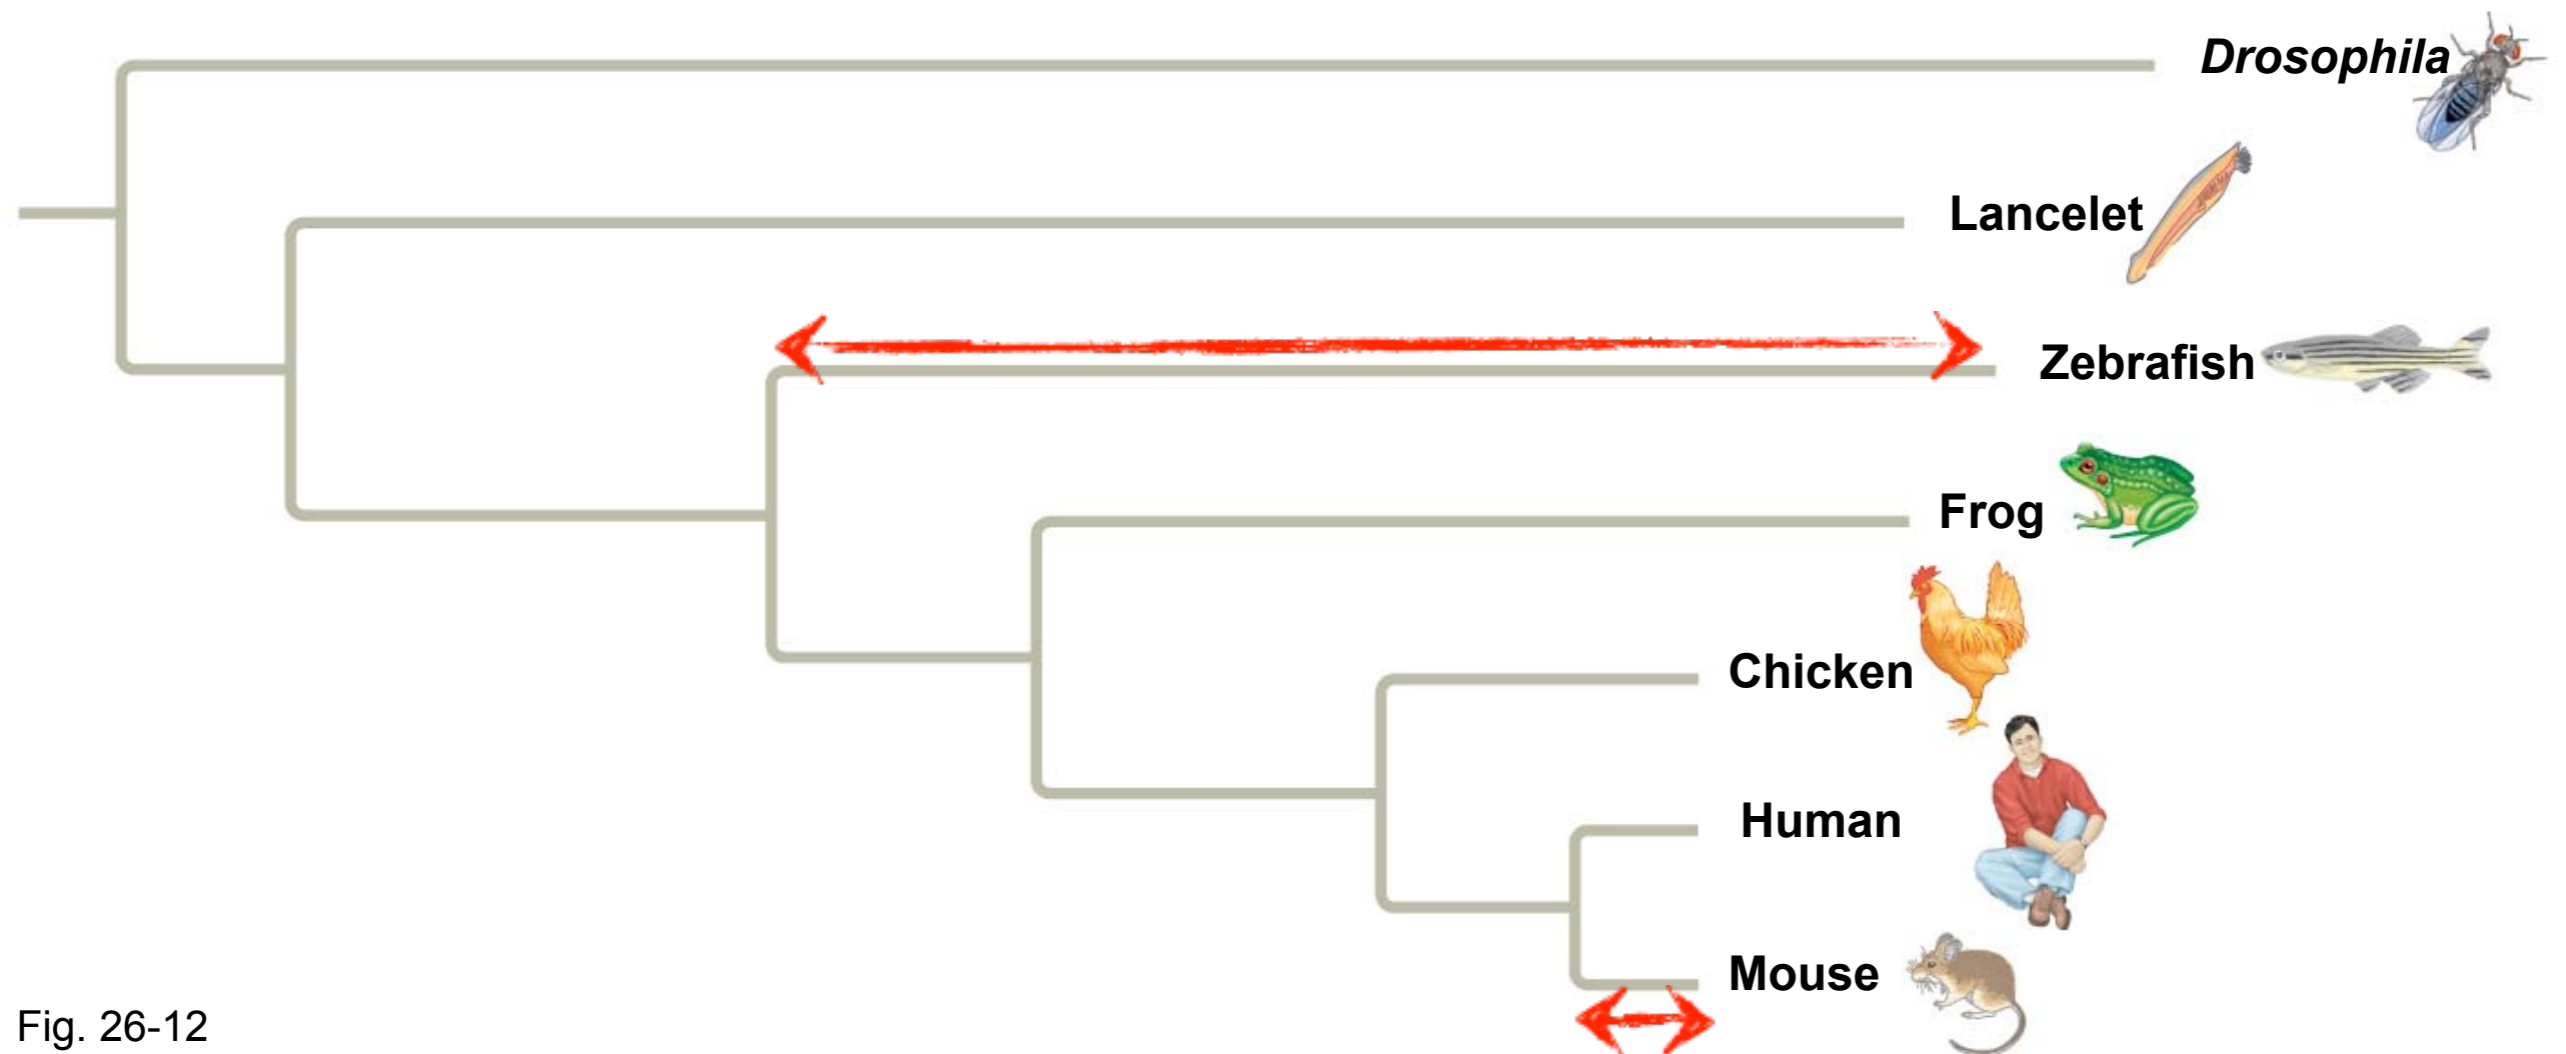 Drosophila
Lancelet
Zebrafish
Frog
Chicken
Human
Mouse
Fig. 26-12